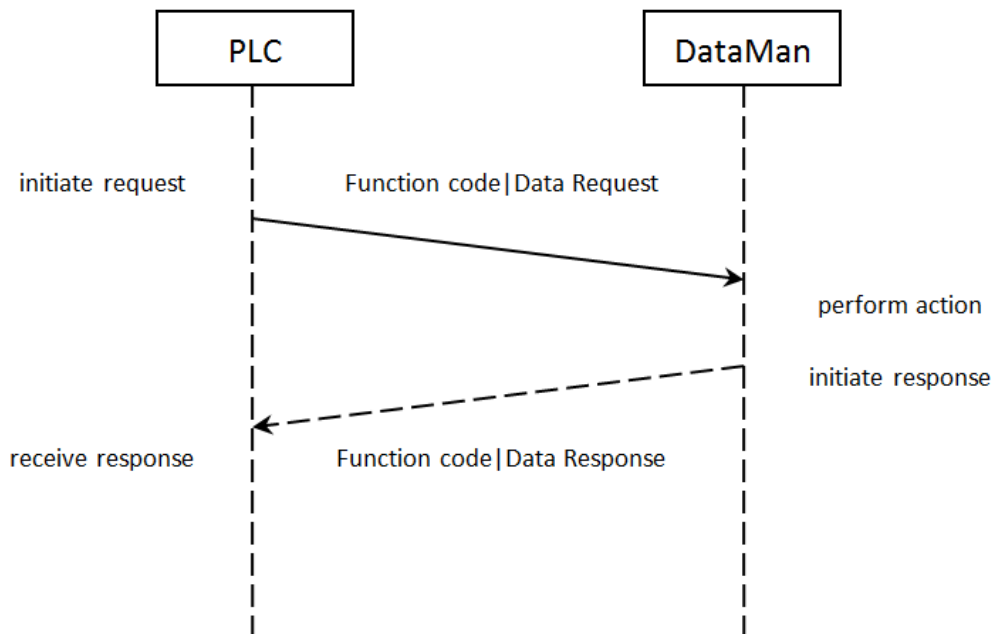 PLC
DataMan
initiate request
Function code|Data Request
perform action
initiate response
receive response
Function code|Data Response